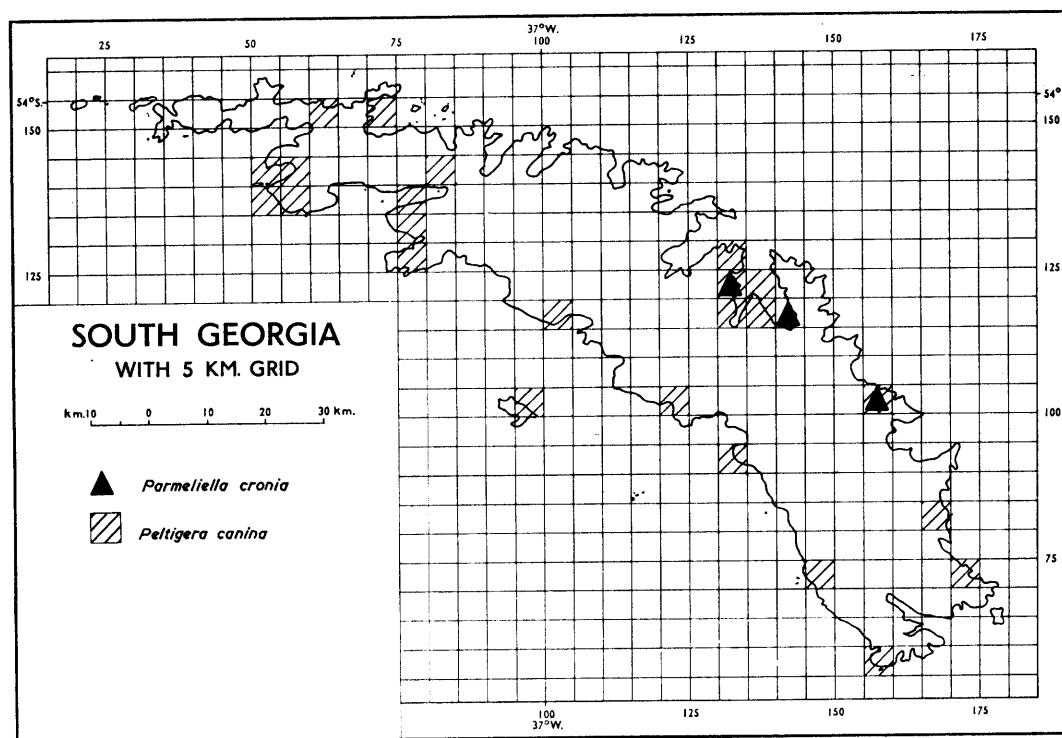 37°W.
25 50 75 100 125 150 175
54°S. 54°
150 150
125 125
SOUTH GEORGIA
WITH 5 KM. GRID
km.10 0 10 20 30 km.
100
Parmeliella cronia
Peltigera canina
75
100 125 150 175
37°W.